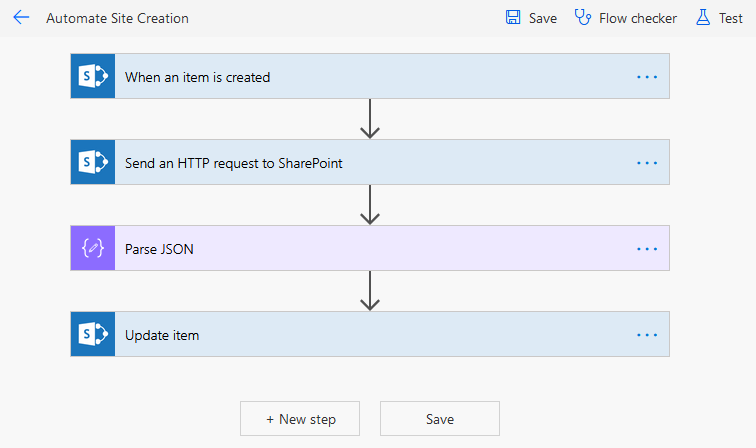 Automate Site Creation Save Flow checker Test
S When an item is created ...
S Send an HTTP request to SharePoint ...
{} Parse JSON ...
S Update item ...
+ New step Save